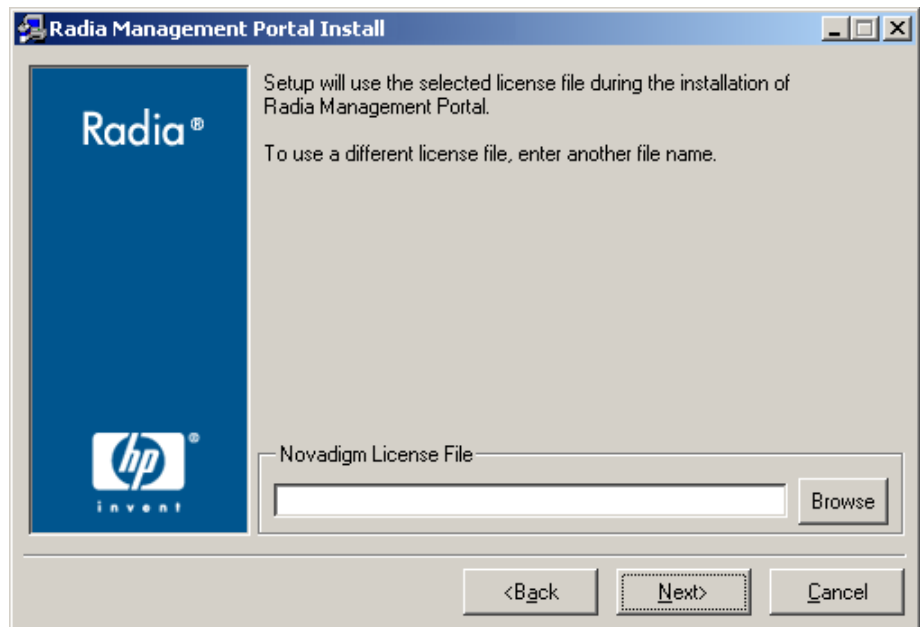 Radia Management Portal Install
Radia®
Setup will use the selected license file during the installation of
Radia Management Portal.
To use a different license file, enter another file name.
hp®
invent
Novadigm License File
Browse
<Back
Next>
Cancel